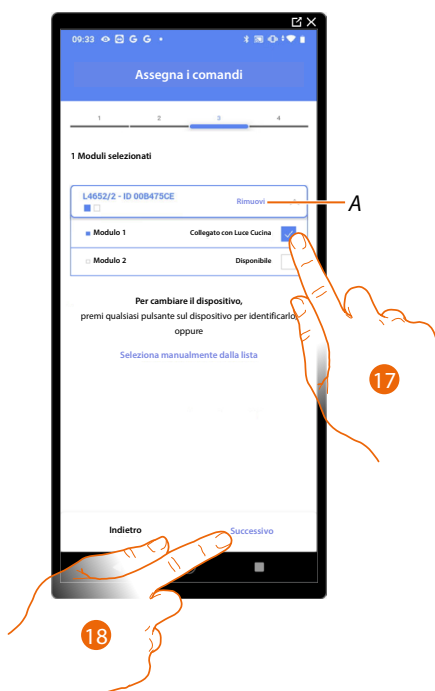 09:33 G G
Assegna i comandi
1 2 3 4
1 Moduli selezionati
L4652/2 - ID 00B475CE
Rimuovi
A
Modulo 1 Collegato con Luce Cucina
Modulo 2 Disponibile
Per cambiare il dispositivo,
premi qualsiasi pulsante sul dispositivo per identificarlo,
oppure
Seleziona manualmente dalla lista
17
Indietro Successivo
18